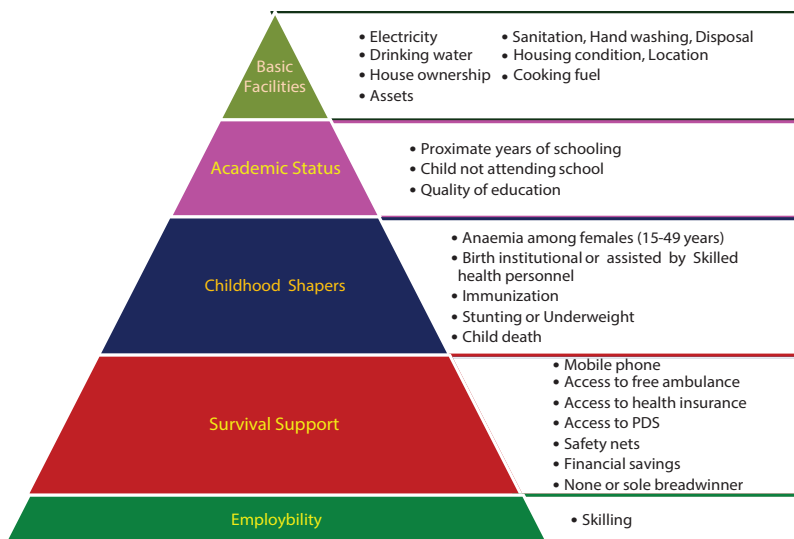 Basic
Facilities
• Electricity
• Drinking water
• House ownership
• Assets
• Sanitation, Hand washing, Disposal
• Housing condition, Location
• Cooking fuel
Academic Status
• Proximate years of schooling
• Child not attending school
• Quality of education
Childhood Shapers
• Anaemia among females (15-49 years)
• Birth institutional or assisted by Skilled
health personnel
• Immunization
• Stunting or Underweight
• Child death
Survival Support
• Mobile phone
• Access to free ambulance
• Access to health insurance
• Access to PDS
• Safety nets
• Financial savings
• None or sole breadwinner
Employbility
• Skilling